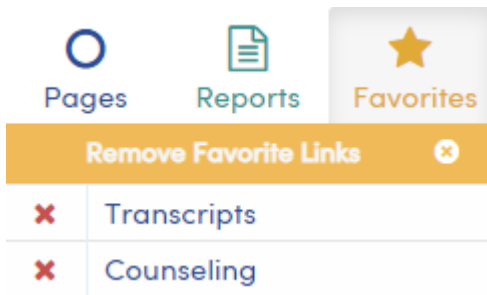 Pages Reports Favorites
Remove Favorite Links
Transcripts
Counseling